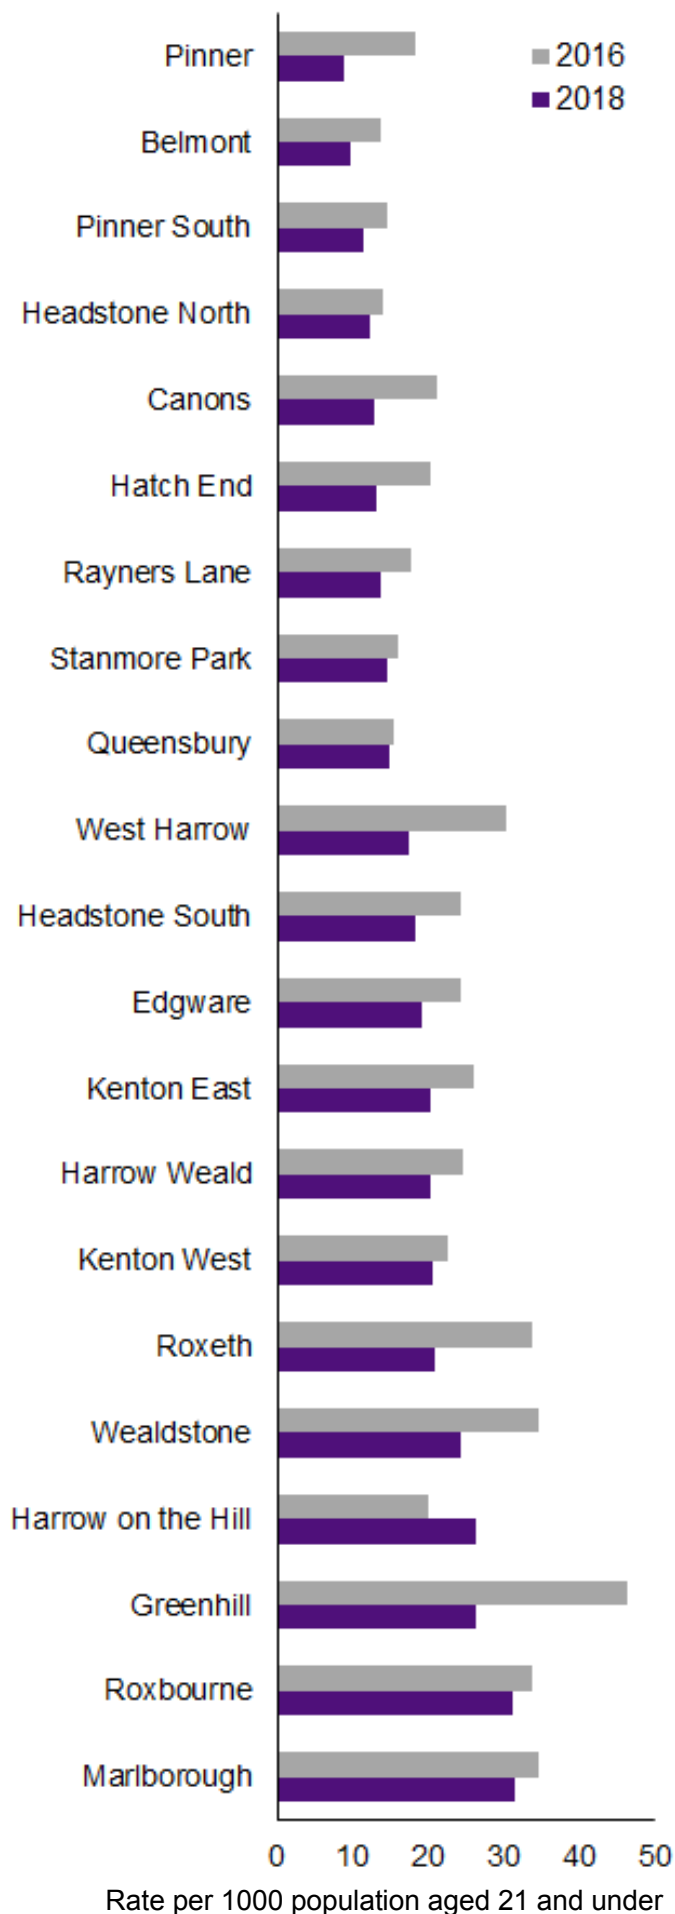 Pinner
2016
2018
Belmont
Pinner South
Headstone North
Canons
Hatch End
Rayners Lane
Stanmore Park
Queensbury
West Harrow
Headstone South
Edgware
Kenton East
Harrow Weald
Kenton West
Roxeth
Wealdstone
Harrow on the Hill
Greenhill
Roxbourne
Marlborough
0 10 20 30 40 50
Rate per 1000 population aged 21 and under